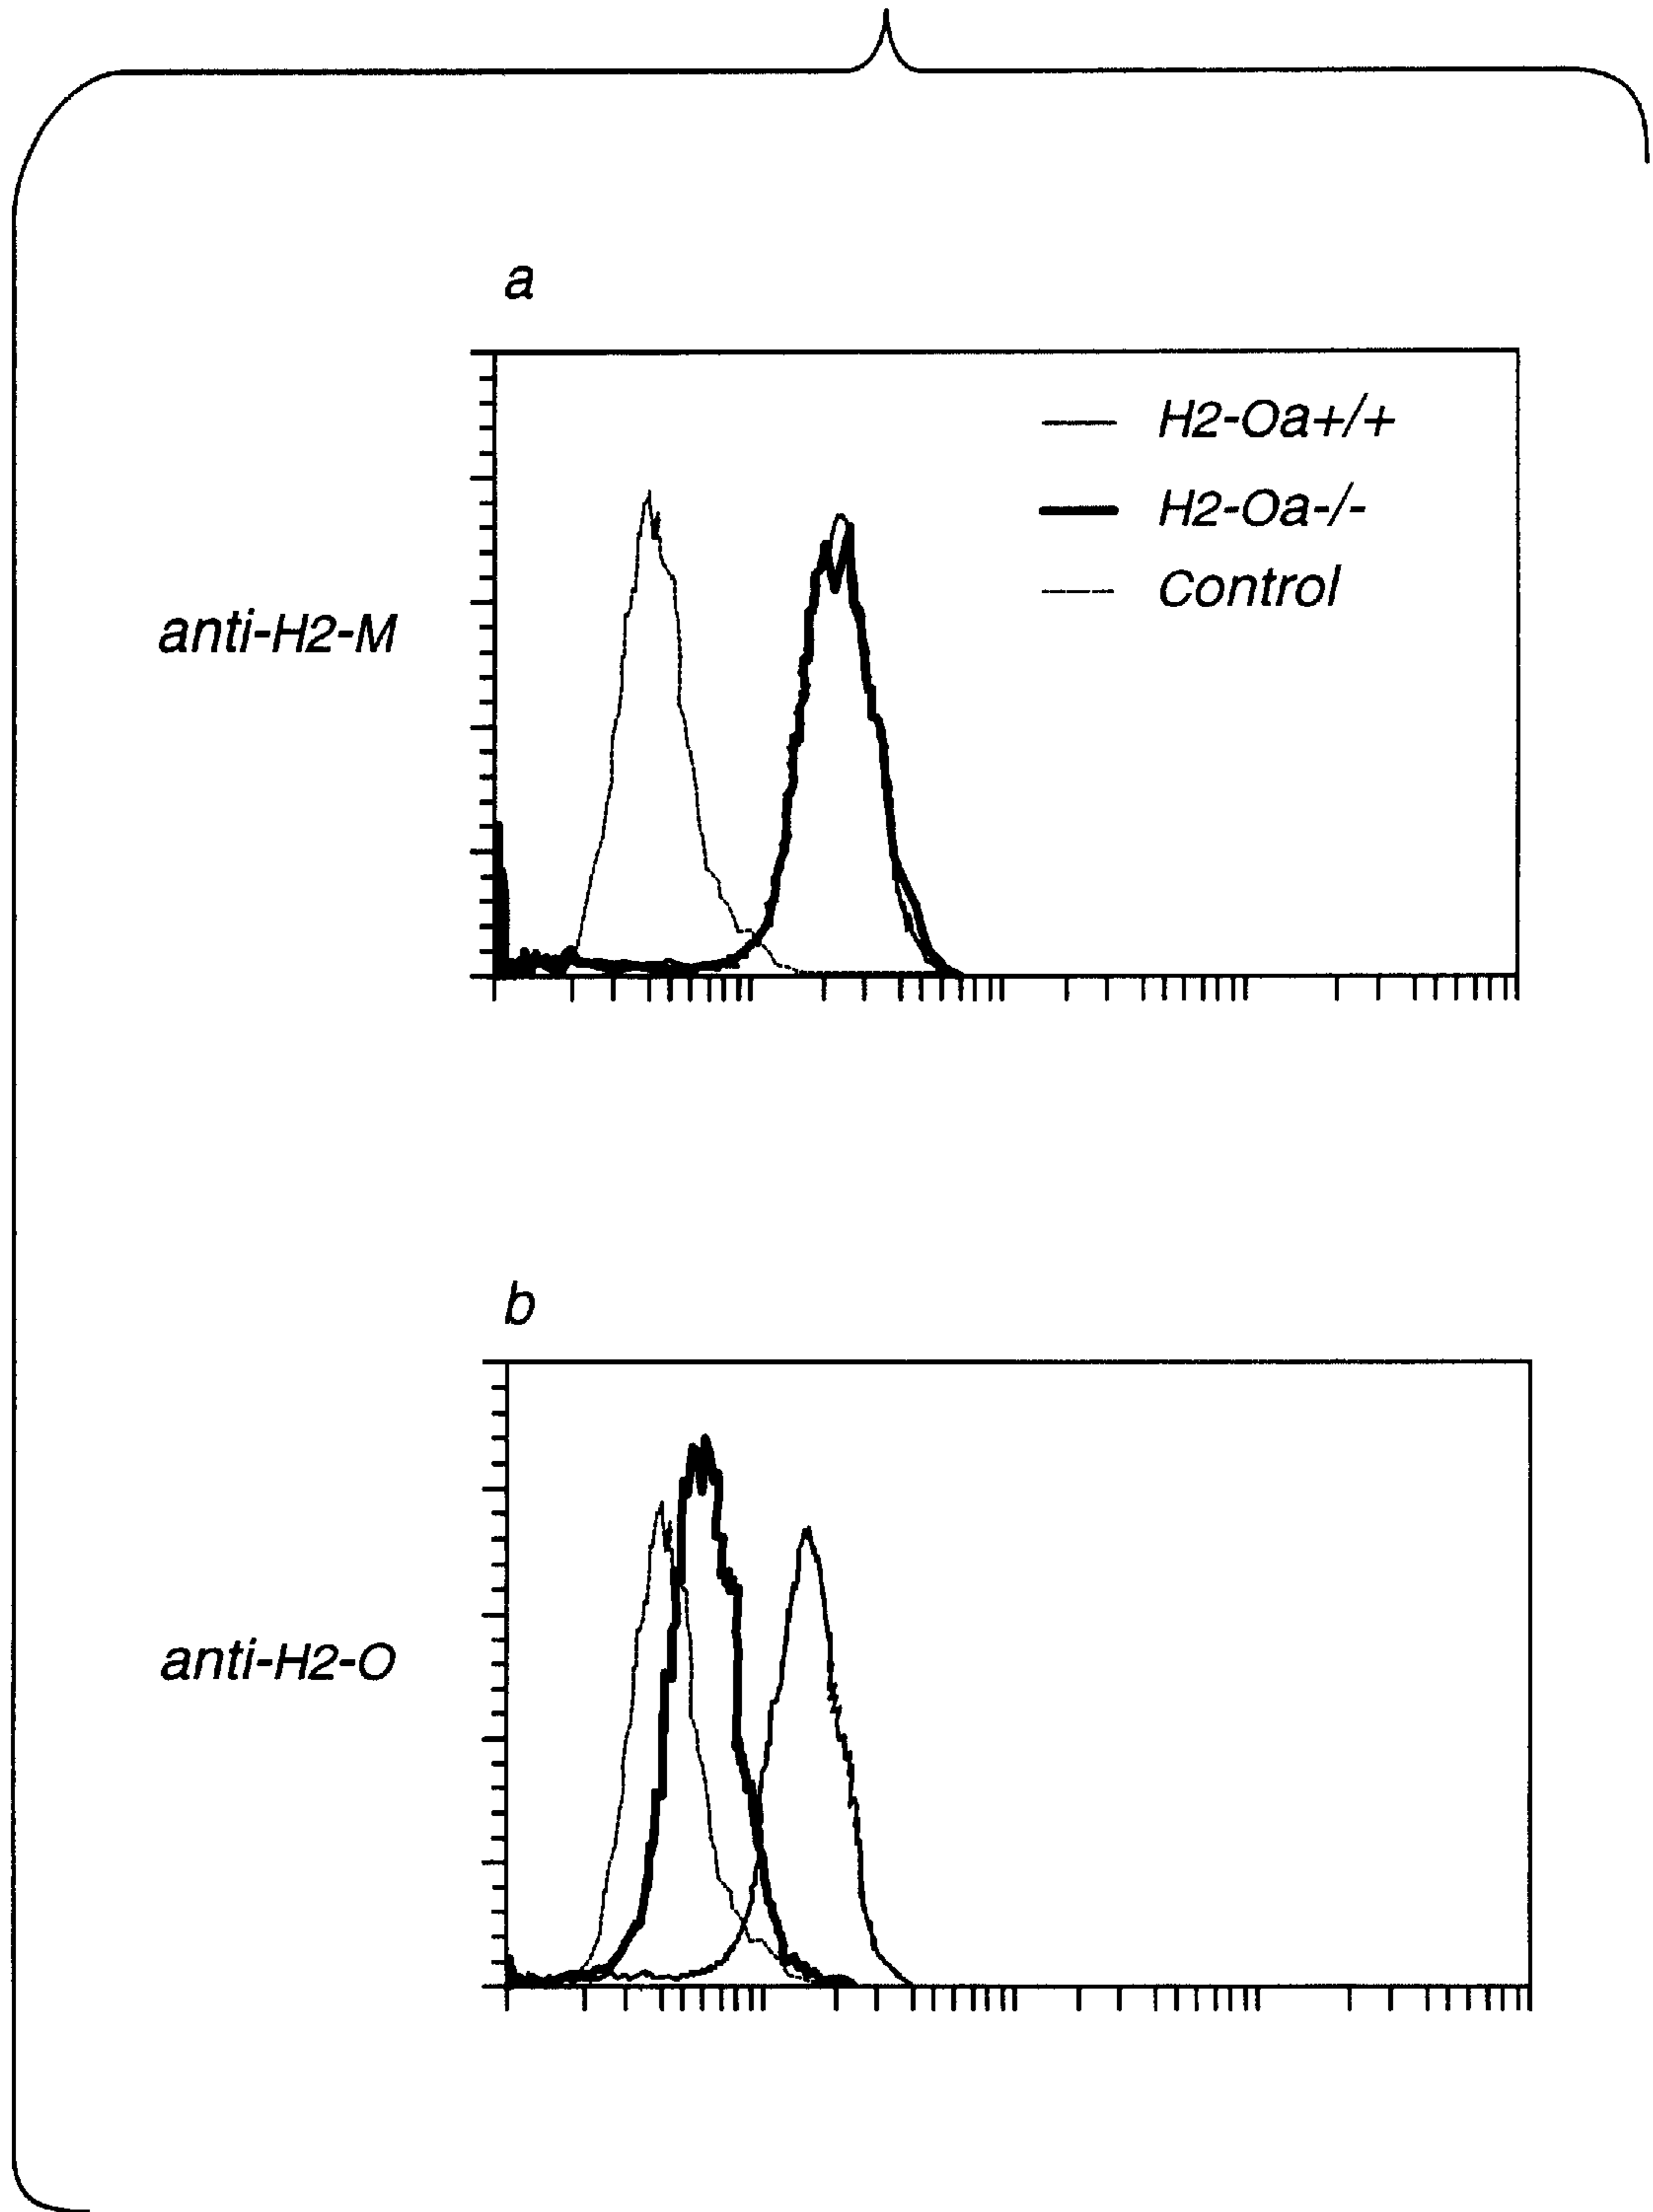 a
H2-Oa+/+
H2-Oa-/-
Control
anti-H2-M
b
anti-H2-O